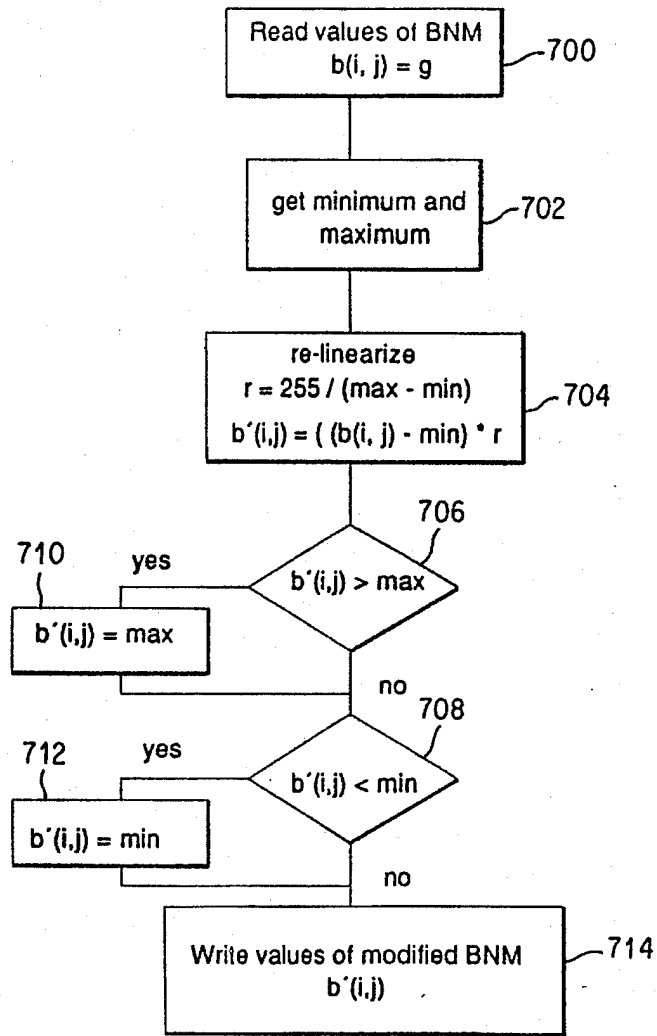 Read values of BNM
b(i, j) = g
700
get minimum and
maximum
702
re-linearize
r = 255 / (max - min)
b´(i,j) = ( (b(i, j) - min) * r
704
706
b´(i,j) > max
yes
710
b´(i,j) = max
no
708
b´(i,j) < min
yes
712
b´(i,j) = min
no
Write values of modified BNM
b´(i,j)
714